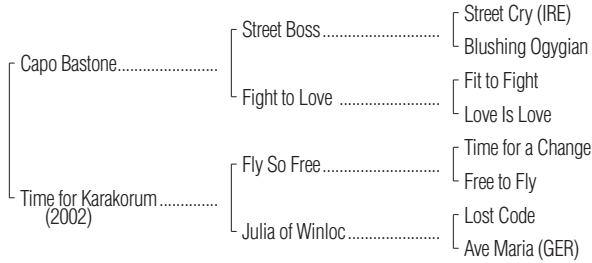 Street Cry (IRE)
Street Boss
Blushing Ogygian
Capo Bastone
Fit to Fight
Fight to Love
Love Is Love
Time for a Change
Fly So Free
Free to Fly
Time for Karakorum
(2002)
Lost Code
Julia of Winloc
Ave Maria (GER)